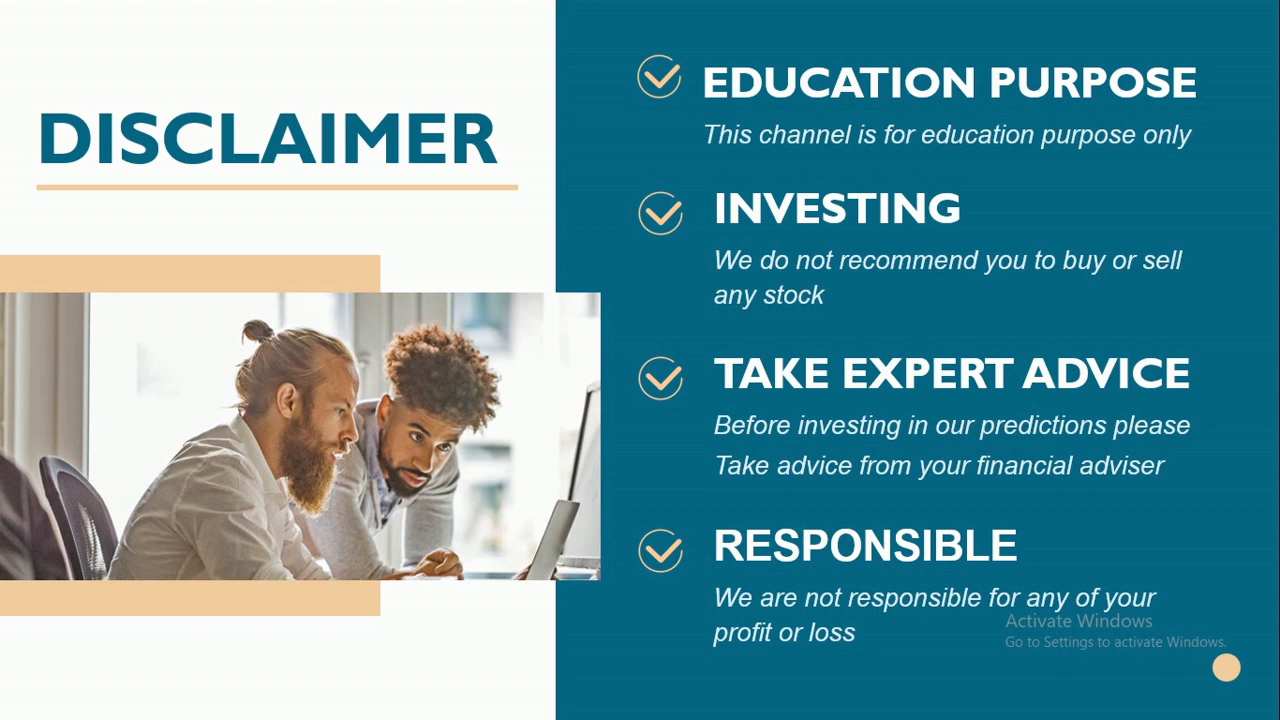 DISCLAIMER
EDUCATION PURPOSE
This channel is for education purpose only
INVESTING
We do not recommend you to buy or sell
any stock
TAKE EXPERT ADVICE
Before investing in our predictions please
Take advice from your financial adviser
RESPONSIBLE
We are not responsible for any of your
profit or loss
Activate Windows
Go to Settings to activate Windows.